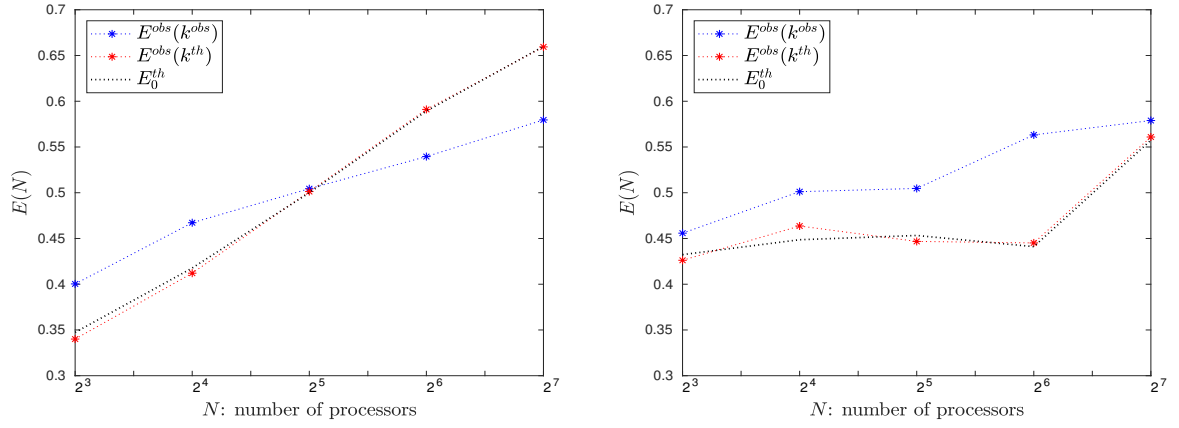 0.7
0.65
0.6
0.55
0.5
0.45
0.4
0.35
0.3
E(N)
E^{obs}(k^{obs})
E^{obs}(k^{th})
E_0^{th}
2^3 2^4 2^5 2^6 2^7
N: number of processors
0.7
0.65
0.6
0.55
0.5
0.45
0.4
0.35
0.3
E(N)
E^{obs}(k^{obs})
E^{obs}(k^{th})
E_0^{th}
2^3 2^4 2^5 2^6 2^7
N: number of processors